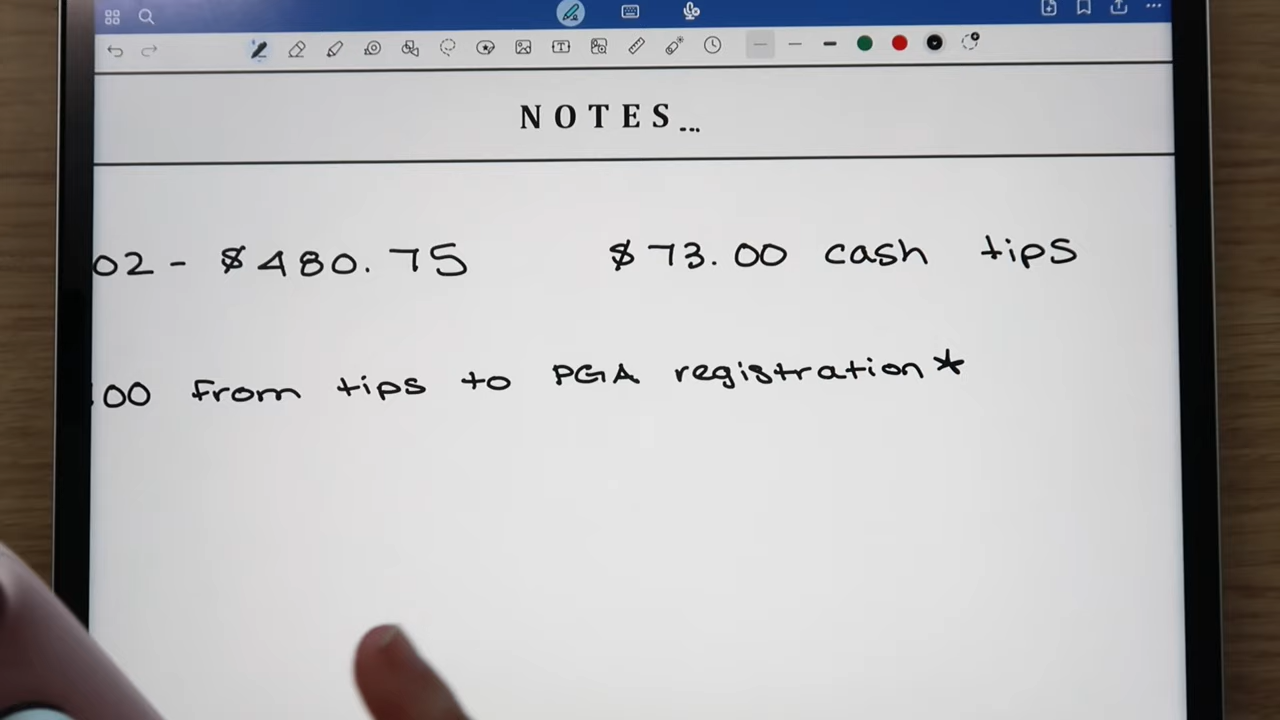 NOTES...
02 - $480.75 $73.00 cash tips
00 from tips to PGA registration*